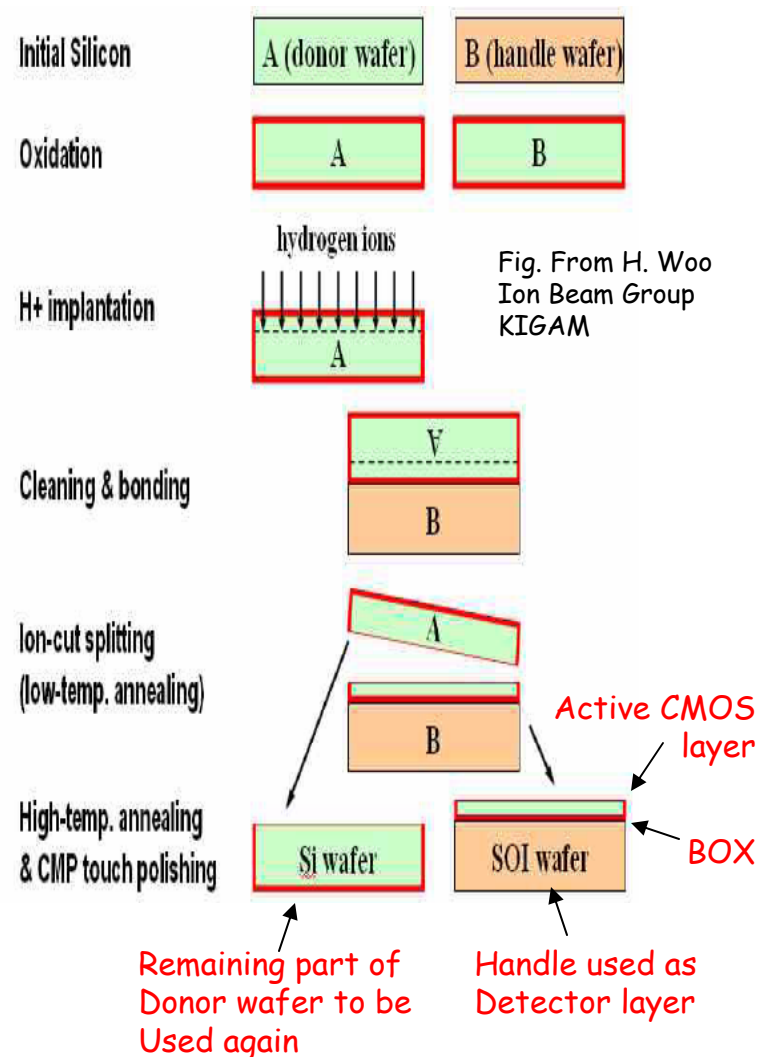 Initial Silicon
A (donor wafer)
B (handle wafer)
Oxidation
A
B
hydrogen ions
Fig. From H. Woo
Ion Beam Group
KIGAM
H+ implantation
A
A
Cleaning & bonding
B
Ion-cut splitting
(low-temp. annealing)
A
B
Active CMOS
layer
High-temp. annealing
& CMP touch polishing
Si wafer
SOI wafer
BOX
Remaining part of
Donor wafer to be
Used again
Handle used as
Detector layer